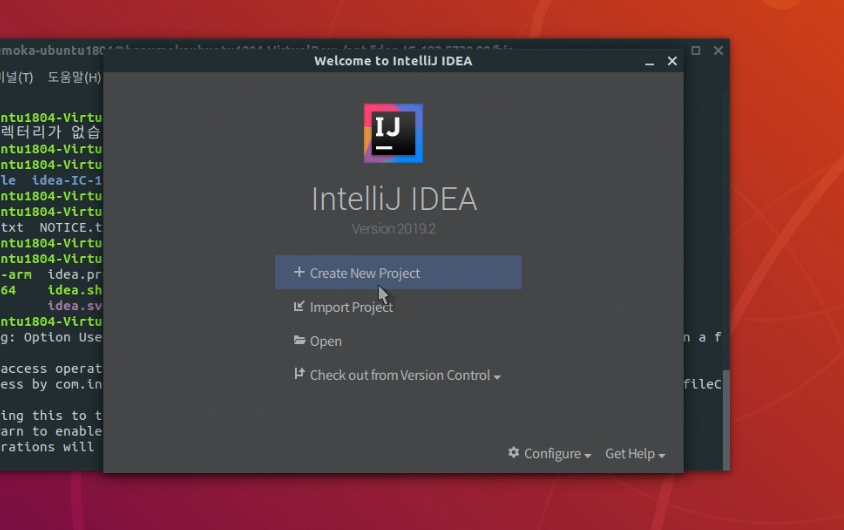 Welcome to IntelliJ IDEA
미널(T) 도움말(H)
ntu1804-Virtu
렉터리가 없습
ntu1804-Virtu
ntu1804-Virtu
le idea-IC-1
ntu1804-Virtu
ntu1804-Virtu
txt NOTICE.t
ntu1804-Virtu
ntu1804-Virtu
-arm idea.pr
64 idea.sh
idea.sv
ntu1804-Virtu
g: Option Use
n a f
access operat
ess by com.in
fileC
ing this to t
arn to enable
rations will
IJ
IntelliJ IDEA
Version 2019.2
Create New Project
Import Project
Open
Check out from Version Control
Configure
Get Help